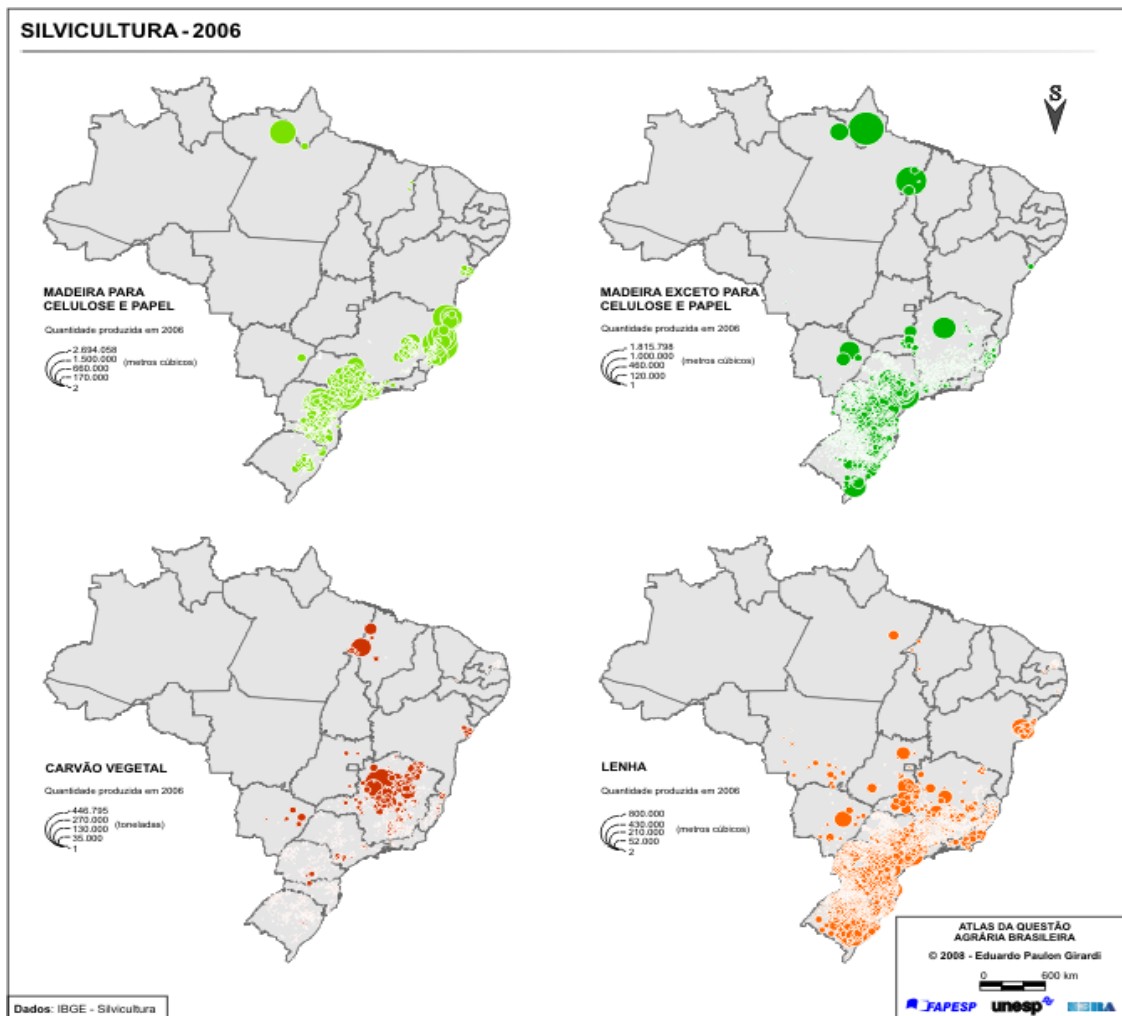 SILVICULTURA - 2006
S
MADEIRA PARA
CELULOSE E PAPEL
Quantidade produzida em 2006
2.694.058
1.500.000
660.000
170.000
2
(metros cúbicos)
MADEIRA EXCETO PARA
CELULOSE E PAPEL
Quantidade produzida em 2006
1.815.798
1.000.000
460.000
120.000
1
(metros cúbicos)
CARVÃO VEGETAL
Quantidade produzida em 2006
446.795
270.000
130.000
35.000
1
(toneladas)
LENHA
Quantidade produzida em 2006
800.000
430.000
210.000
52.000
2
(metros cúbicos)
ATLAS DA QUESTÃO
AGRÁRIA BRASILEIRA
© 2008 - Eduardo Paulon Girardi
0 600 km
FAPESP unesp NERA
Dados: IBGE - Silvicultura